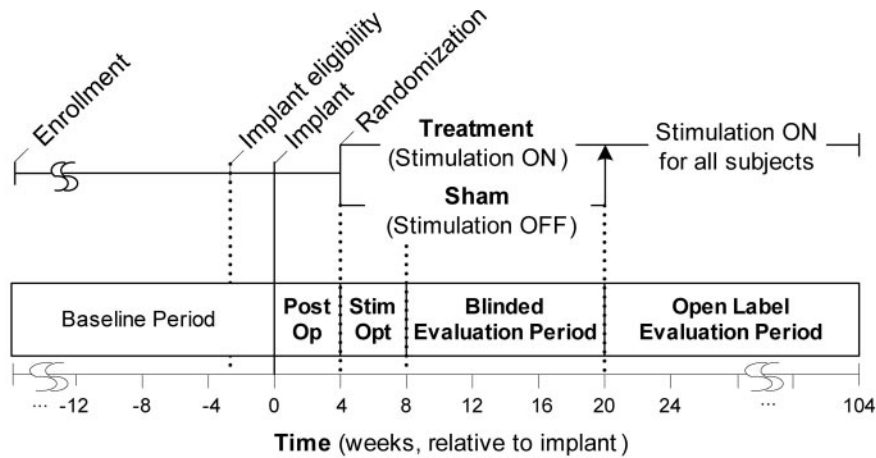 Enrollment
Implant eligibility
Implant
Randomization
Treatment
(Stimulation ON)
Stimulation ON
for all subjects
Sham
(Stimulation OFF)
Baseline Period
Post
Op
Stim
Opt
Blinded
Evaluation Period
Open Label
Evaluation Period
... -12 -8 -4 0 4 8 12 16 20 24 ... 104
Time (weeks, relative to implant)